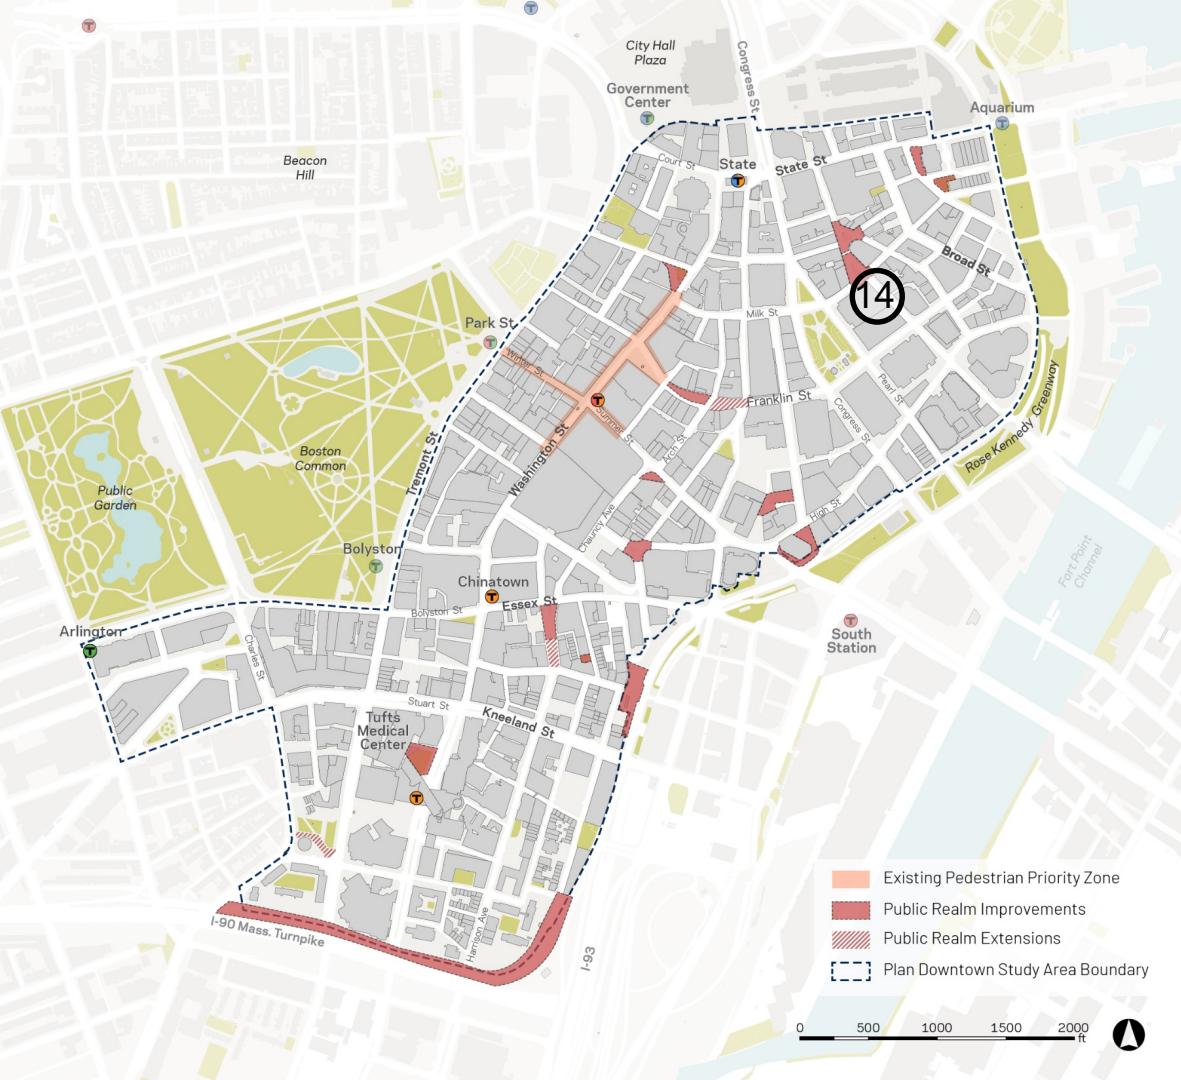 City Hall
Plaza
Congress St
Government
Center
Aquarium
Beacon
Hill
Court St
State
State St
Broad St
14
Park St
Milk St
Winter St
Franklin St
Pearl St
Summer St
Congress St
Arch St
Rose Kennedy Greenway
Boston
Common
Tremont St
Washington St
Public
Garden
High St
Chauncy Ave
Bolyston
Fort Point
Channel
Chinatown
Essex St
Bolyston St
Arlington
Charles St
South
Station
Stuart St
Kneeland St
Tufts
Medical
Center
I-90 Mass. Turnpike
Harrison Ave
I-93
Existing Pedestrian Priority Zone
Public Realm Improvements
Public Realm Extensions
Plan Downtown Study Area Boundary
0 500 1000 1500 2000
ft
T
T
T
T
T
T
T
T
T
T
T